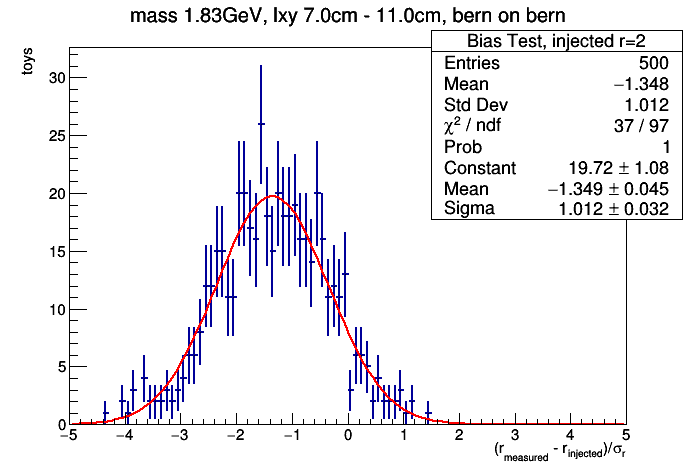 mass 1.83GeV, lxy 7.0cm - 11.0cm, bern on bern
toys
Bias Test, injected r=2
Entries 500
Mean −1.348
Std Dev 1.012
χ² / ndf 37 / 97
Prob 1
Constant 19.72 ± 1.08
Mean −1.349 ± 0.045
Sigma 1.012 ± 0.032
30
25
20
15
10
5
0
−5 −4 −3 −2 −1 0 1 2 3 4 5
(r_measured - r_injected)/σ_r